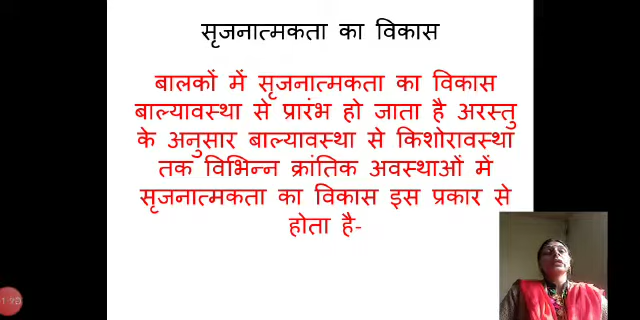 सृजनात्मकता का विकास
बालकों में सृजनात्मकता का विकास
बाल्यावस्था से प्रारंभ हो जाता है अरस्तु
के अनुसार बाल्यावस्था से किशोरावस्था
तक विभिन्न क्रांतिक अवस्थाओं में
सृजनात्मकता का विकास इस प्रकार से
होता है-